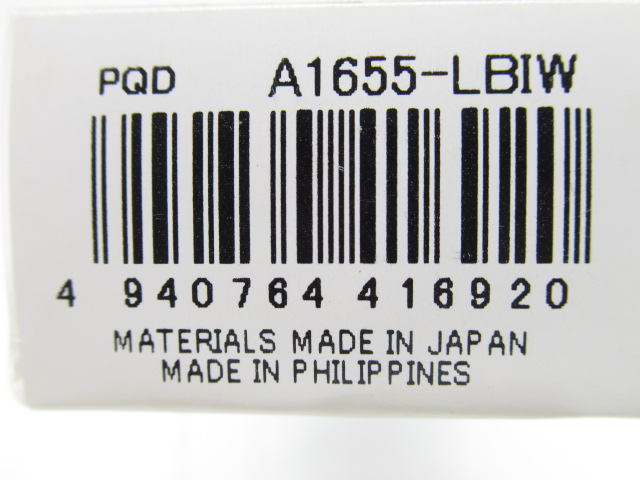 PQD A1655-LBIW
4 940764 416920
MATERIALS MADE IN JAPAN
MADE IN PHILIPPINES